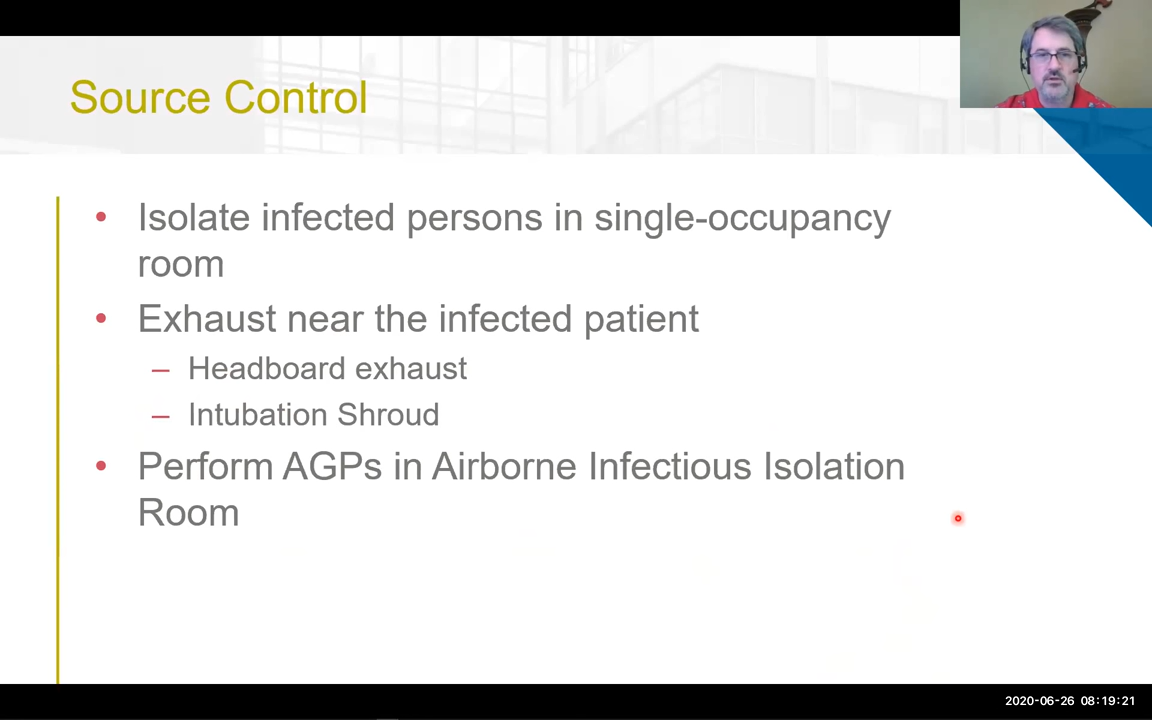 Source Control
• Isolate infected persons in single-occupancy
room
• Exhaust near the infected patient
– Headboard exhaust
– Intubation Shroud
• Perform AGPs in Airborne Infectious Isolation
Room
2020-06-26 08:19:21